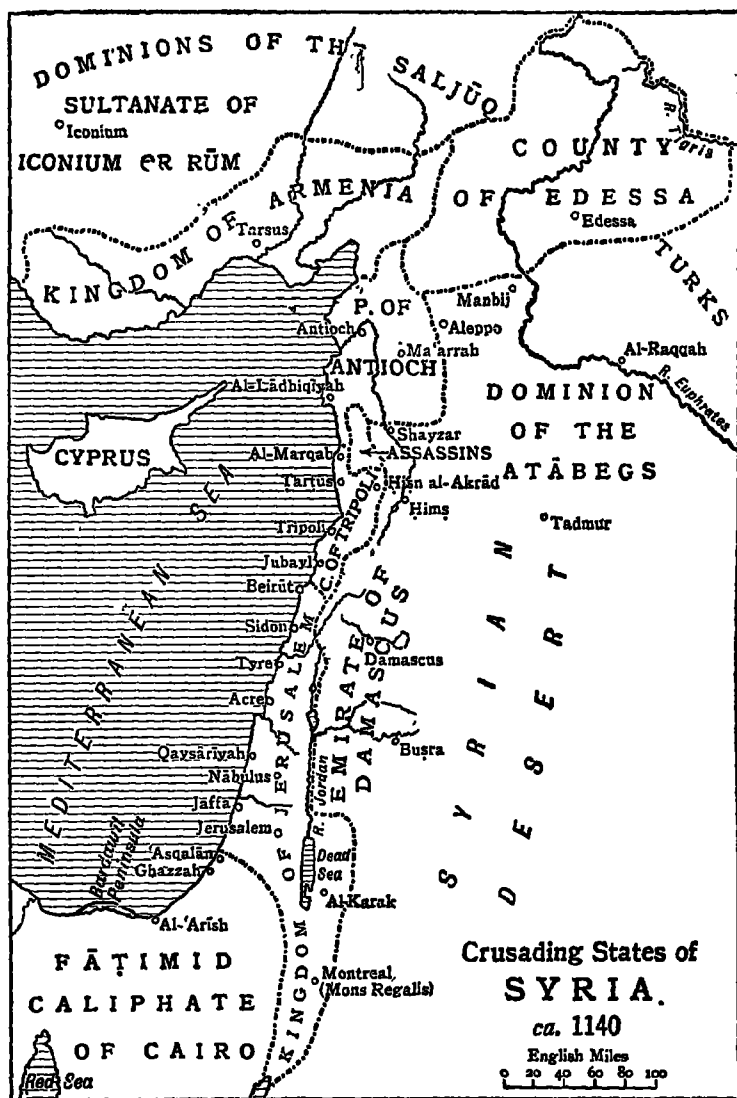 DOMINIONS OF THE SALJŪQ TURKS
SULTANATE OF
Iconium
ICONIUM OR RŪM
KINGDOM OF ARMENIA
Tarsus
COUNTY
OF EDESSA
Edessa
P. OF
ANTIOCH
Antioch
Manbij
Aleppo
Ma'arrah
Al-Raqqah
R. Euphrates
Al-Lādhiqīyah
DOMINION
OF THE
ATĀBEGS
Shayzar
ASSASSINS
CYPRUS
Al-Marqab
Tartūs
Hisn al-Akrād
Hims
Tadmur
Tripoli
C. OF TRIPOLI
Jubayl
Beirūt
Sidon
Tyre
Acre
MEDITERRANEAN SEA
EMIRATE OF
DAMASCUS
Damascus
SYRIAN
DESERT
Busra
Qaysārīyah
Nābulus
Jāffa
Jerusalem
R. Jordan
'Asqalān
Ghazzah
Dead
Sea
Al-Karak
KINGDOM OF JERUSALEM
Bardawīl
Peninsula
Al-'Arīsh
Montreal
(Mons Regalis)
FĀṬIMID
CALIPHATE
OF CAIRO
Red Sea
Crusading States of
SYRIA.
ca. 1140
English Miles
0 20 40 60 80 100